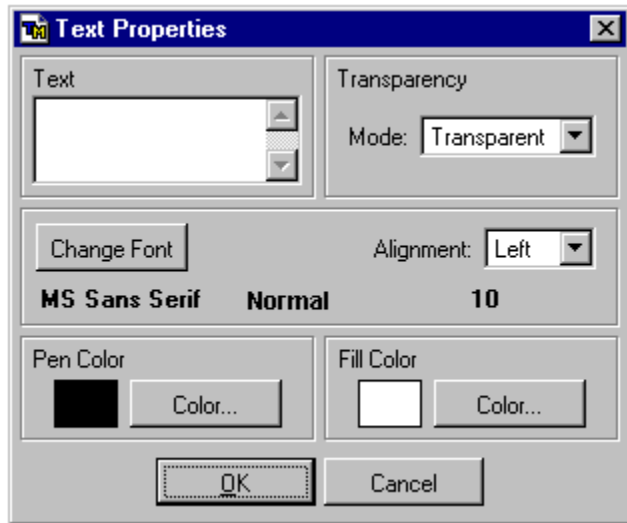 TM Text Properties
Text
Transparency
Mode: Transparent
Change Font
Alignment: Left
MS Sans Serif Normal 10
Pen Color
Fill Color
Color...
Color...
OK
Cancel